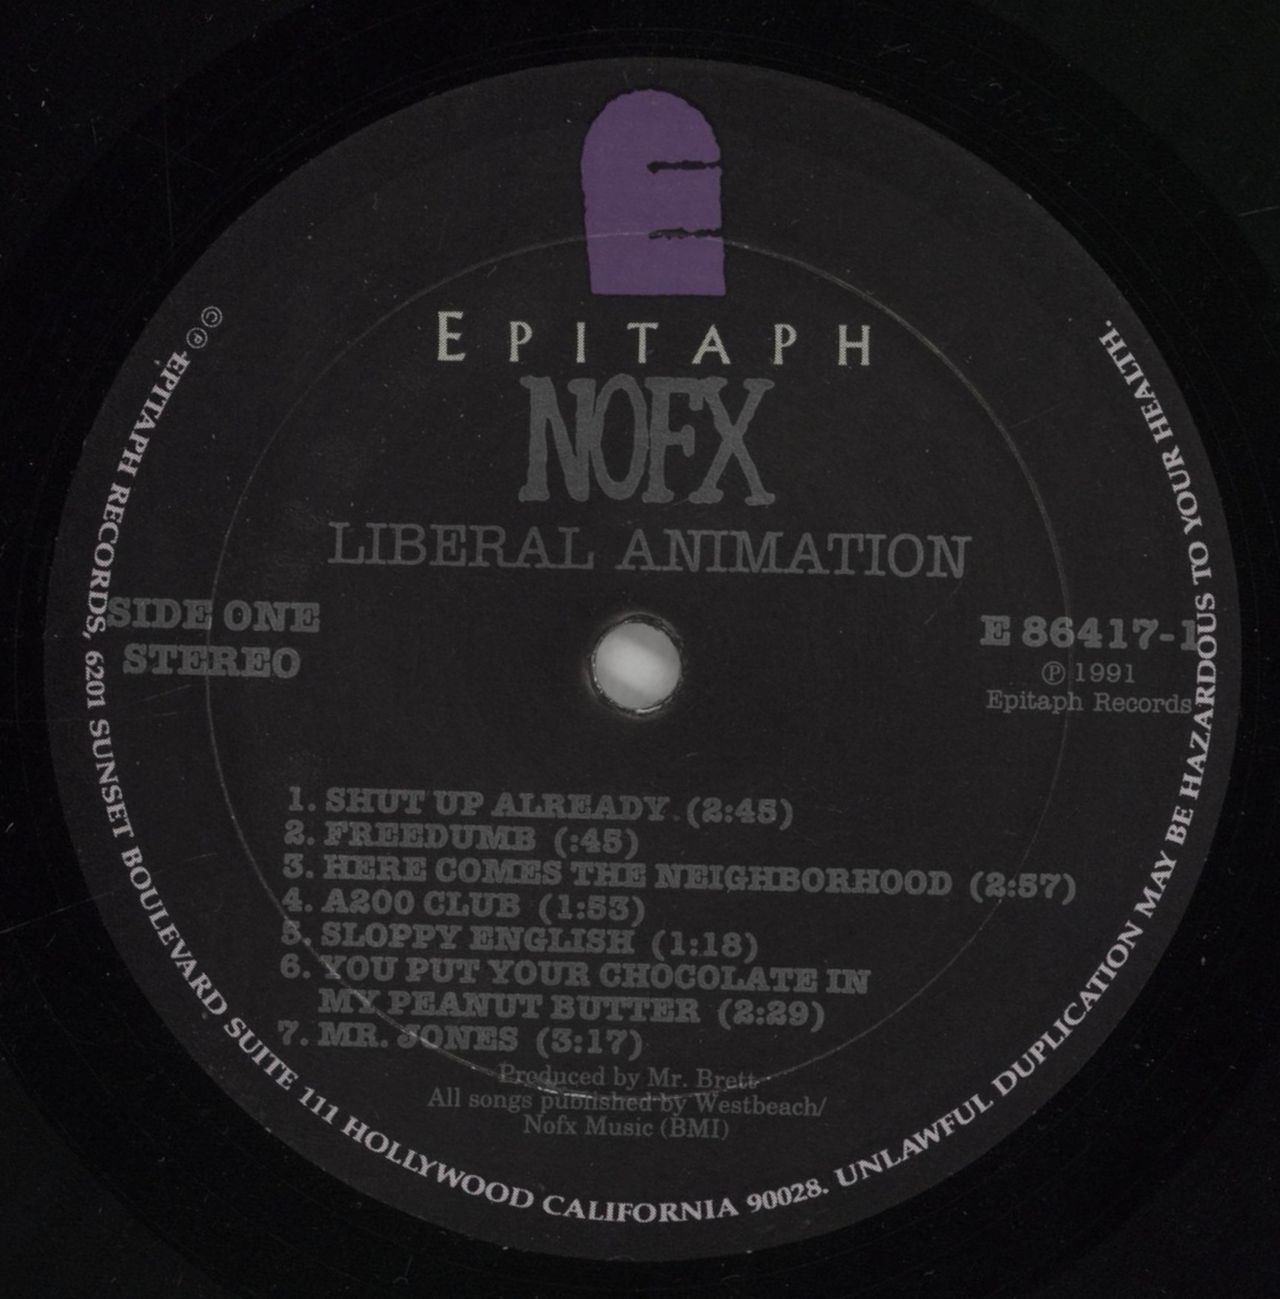 EPITAPH
NOFX
LIBERAL ANIMATION
SIDE ONE
STEREO
E 86417-1
℗ 1991
Epitaph Records
1. SHUT UP ALREADY (2:45)
2. FREEDUMB (:45)
3. HERE COMES THE NEIGHBORHOOD (2:57)
4. A200 CLUB (1:53)
5. SLOPPY ENGLISH (1:18)
6. YOU PUT YOUR CHOCOLATE IN
MY PEANUT BUTTER (2:29)
7. MR. JONES (3:17)
Produced by Mr. Brett
All songs published by Westbeach/
Nofx Music (BMI)
© ℗ EPITAPH RECORDS, 6201 SUNSET BOULEVARD SUITE 111 HOLLYWOOD CALIFORNIA 90028. UNLAWFUL DUPLICATION MAY BE HAZARDOUS TO YOUR HEALTH.